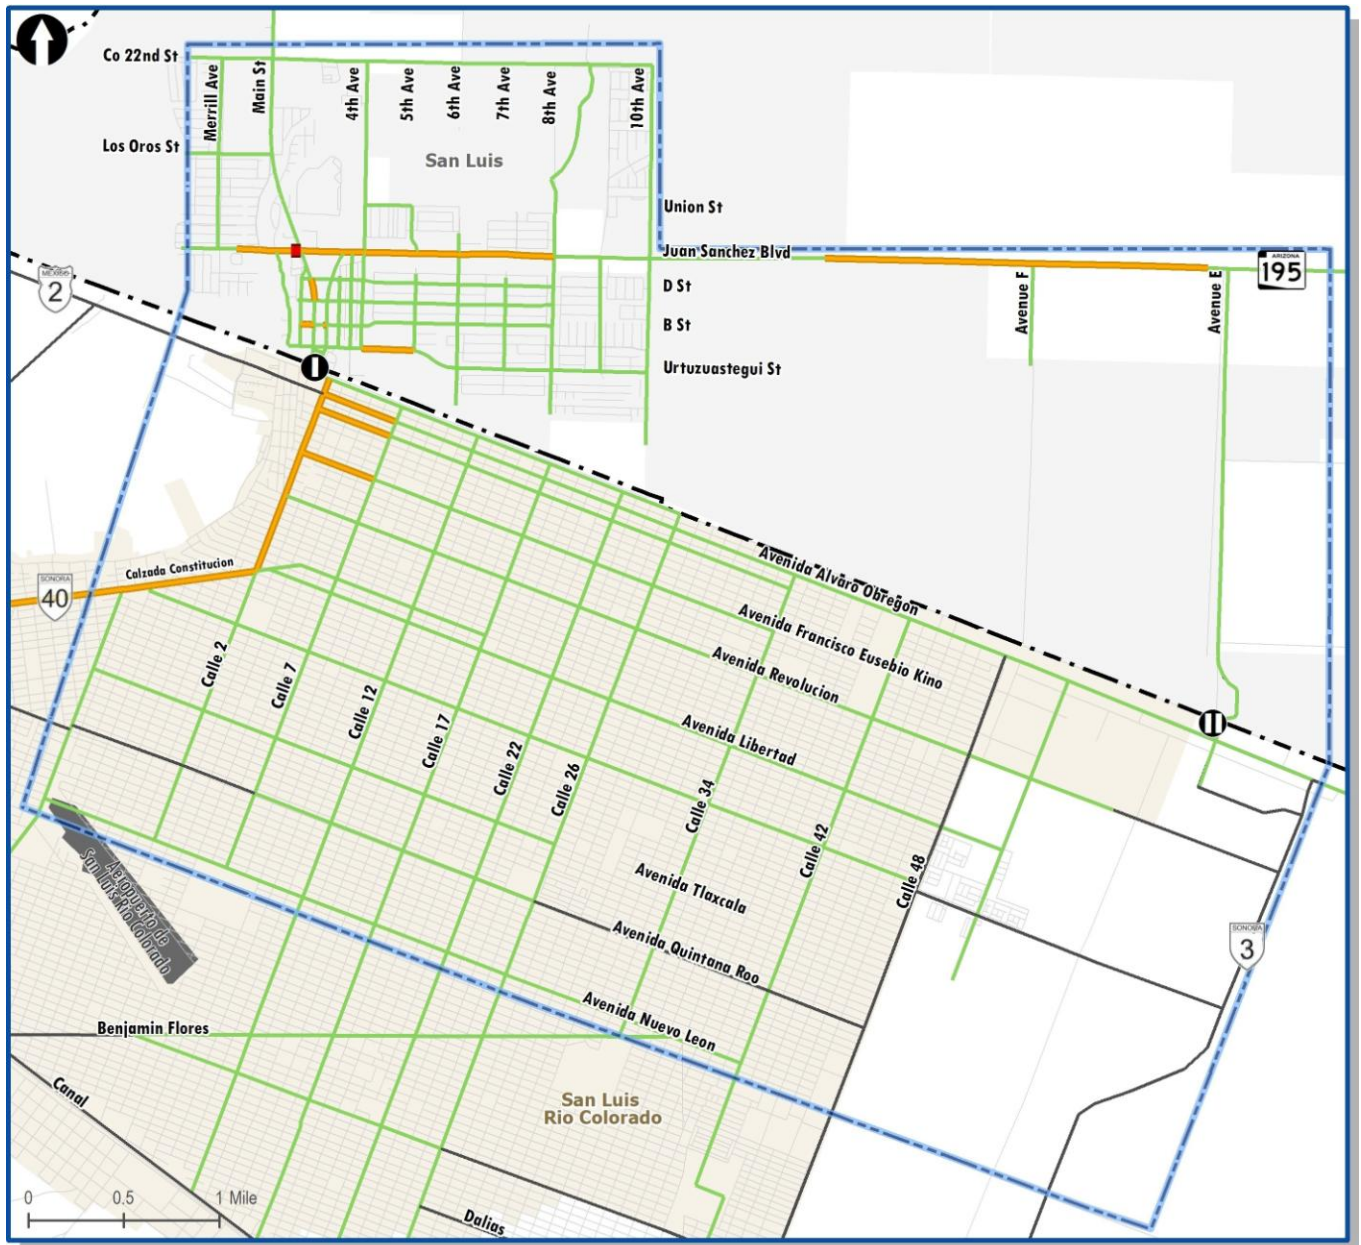 Co 22nd St
Merrill Ave
Main St
4th Ave
5th Ave
6th Ave
7th Ave
8th Ave
10th Ave
Los Oros St
San Luis
Union St
Juan Sanchez Blvd
ARIZONA
195
MEXICO
2
D St
Avenue F
Avenue E
B St
Urtuzuastegui St
I
Calzada Constitucion
SONORA
40
Avenida Alvaro Obregon
Avenida Francisco Eusebio Kino
Avenida Revolucion
Avenida Libertad
Calle 2
Calle 7
Calle 12
Calle 17
Calle 22
Calle 26
Calle 34
Calle 42
Calle 48
II
Avenida Tlaxcala
Avenida Quintana Roo
Avenida Nuevo Leon
SONORA
3
Aeropuerto de
San Luis Rio Colorado
Benjamin Flores
San Luis
Rio Colorado
Canal
Dalias
0 0.5 1 Mile